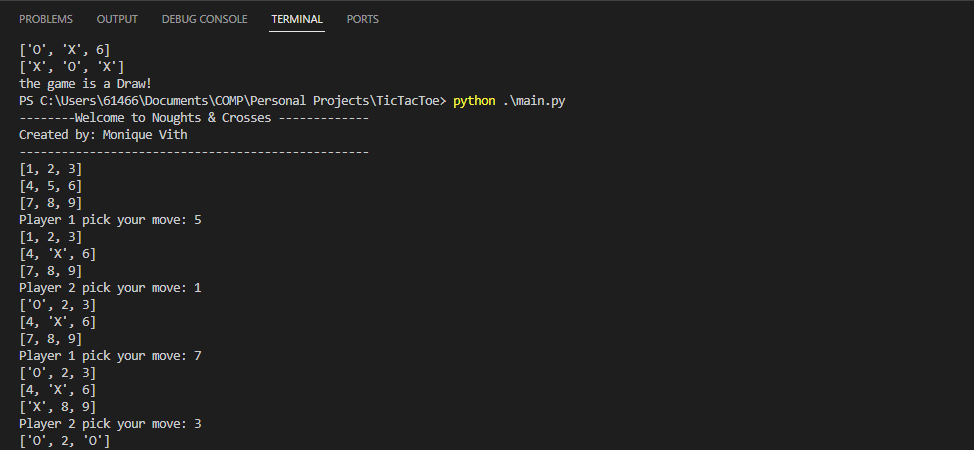 PROBLEMS OUTPUT DEBUG CONSOLE TERMINAL PORTS
['O', 'X', 6]
['X', 'O', 'X']
the game is a Draw!
PS C:\Users\61466\Documents\COMP\Personal Projects\TicTacToe> python .\main.py
--------Welcome to Noughts & Crosses -------------
Created by: Monique Vith
--------------------------------------------------
[1, 2, 3]
[4, 5, 6]
[7, 8, 9]
Player 1 pick your move: 5
[1, 2, 3]
[4, 'X', 6]
[7, 8, 9]
Player 2 pick your move: 1
['O', 2, 3]
[4, 'X', 6]
[7, 8, 9]
Player 1 pick your move: 7
['O', 2, 3]
[4, 'X', 6]
['X', 8, 9]
Player 2 pick your move: 3
['O', 2, 'O']